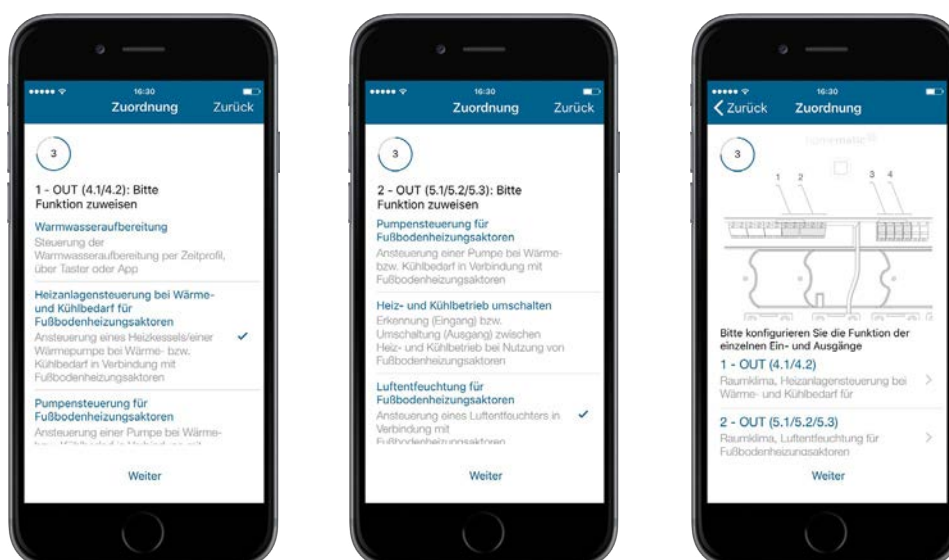 16:30
Zuordnung Zurück
3
1 - OUT (4.1/4.2): Bitte
Funktion zuweisen
Warmwasseraufbereitung
Steuerung der
Warmwasseraufbereitung per Zeitprofil,
über Taster oder App
Heizanlagensteuerung bei Wärme-
und Kühlbedarf für
Fußbodenheizungsaktoren
Ansteuerung eines Heizkessels/einer
Wärmepumpe bei Wärme- bzw.
Kühlbedarf in Verbindung mit
Fußbodenheizungsaktoren
Pumpensteuerung für
Fußbodenheizungsaktoren
Ansteuerung einer Pumpe bei Wärme-
Weiter
16:30
Zuordnung Zurück
3
2 - OUT (5.1/5.2/5.3): Bitte
Funktion zuweisen
Pumpensteuerung für
Fußbodenheizungsaktoren
Ansteuerung einer Pumpe bei Wärme-
bzw. Kühlbedarf in Verbindung mit
Fußbodenheizungsaktoren
Heiz- und Kühlbetrieb umschalten
Erkennung (Eingang) bzw.
Umschaltung (Ausgang) zwischen
Heiz- und Kühlbetrieb bei Nutzung von
Fußbodenheizungsaktoren
Luftentfeuchtung für
Fußbodenheizungsaktoren
Ansteuerung eines Luftentfeuchters in
Verbindung mit
Fußbodenheizungsaktoren
Weiter
16:30
Zurück Zuordnung
3
homematic IP
1 2 3 4
Bitte konfigurieren Sie die Funktion der
einzelnen Ein- und Ausgänge
1 - OUT (4.1/4.2)
Raumklima, Heizanlagensteuerung bei
Wärme- und Kühlbedarf für
2 - OUT (5.1/5.2/5.3)
Raumklima, Luftentfeuchtung für
Fußbodenheizungsaktoren
Weiter